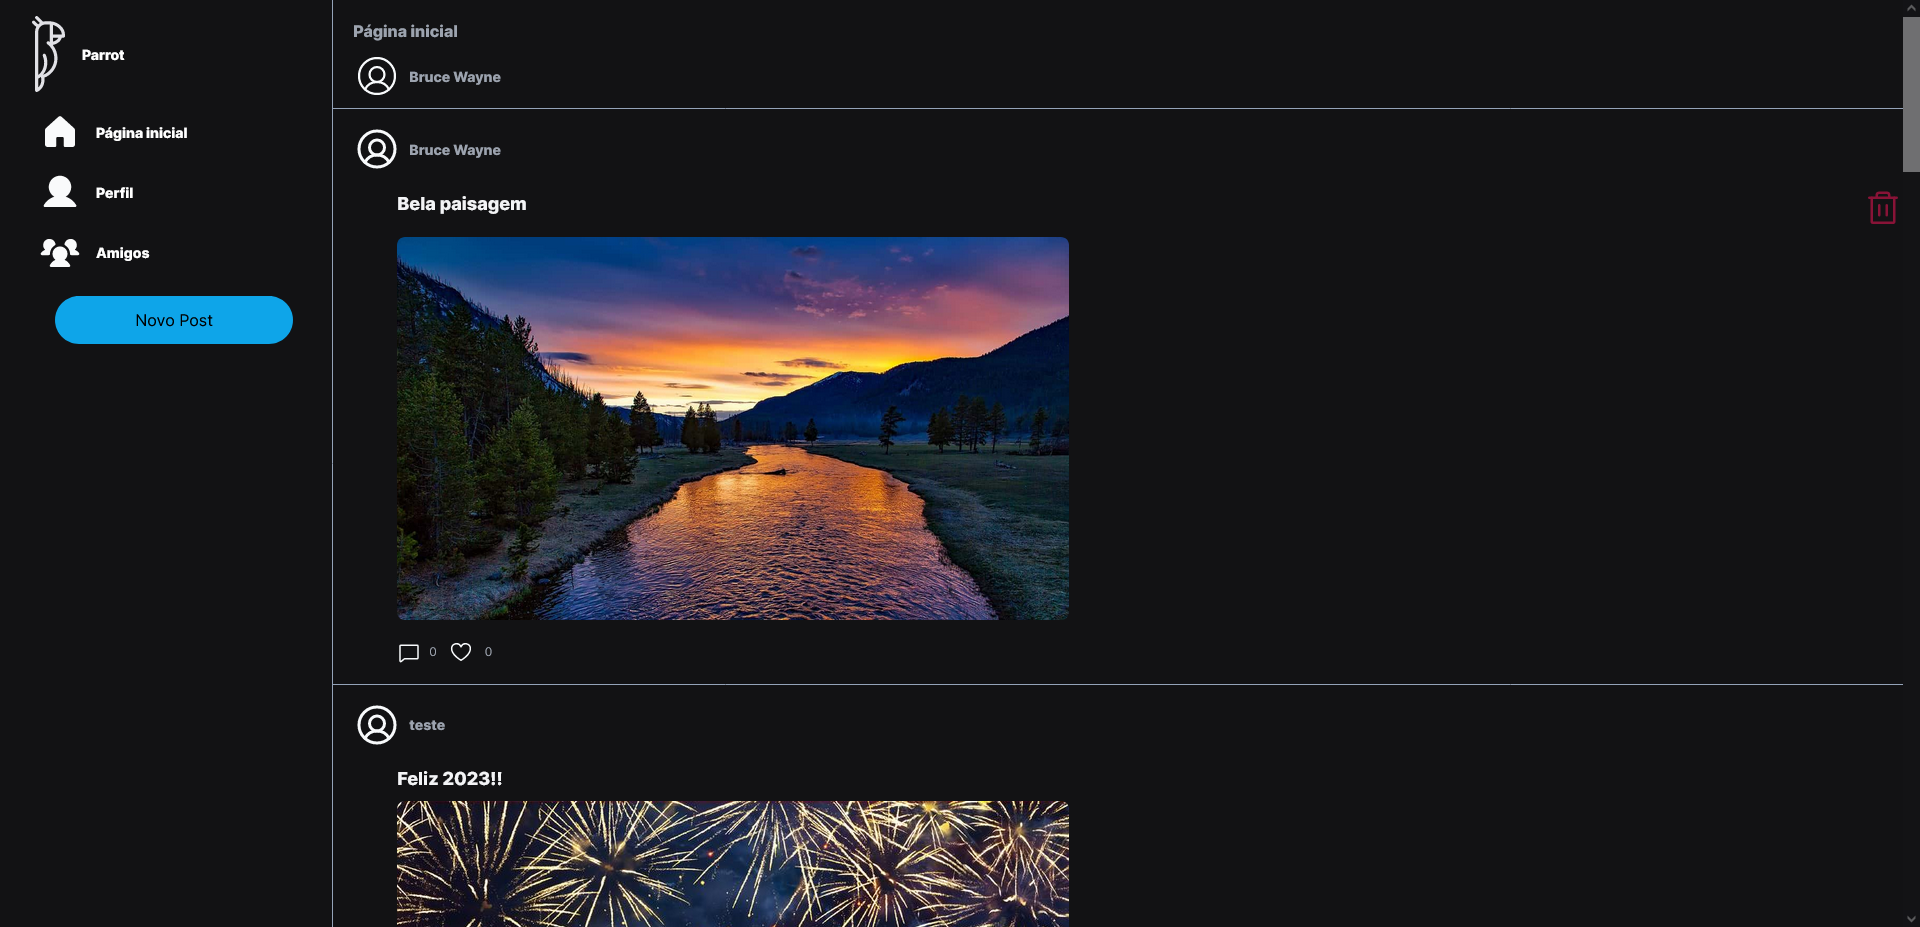 Parrot
Página inicial
Perfil
Amigos
Novo Post
Página inicial
Bruce Wayne
Bruce Wayne
Bela paisagem
0 0
teste
Feliz 2023!!